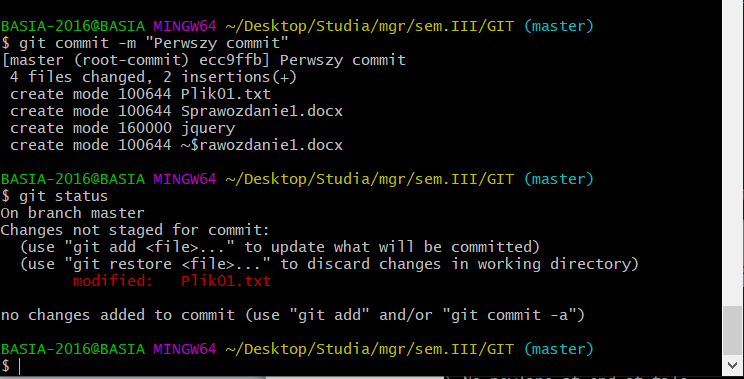 BASIA-2016@BASIA MINGW64 ~/Desktop/Studia/mgr/sem.III/GIT (master)
$ git commit -m "Perwszy commit"
[master (root-commit) ecc9ffb] Perwszy commit
 4 files changed, 2 insertions(+)
 create mode 100644 Plik01.txt
 create mode 100644 Sprawozdanie1.docx
 create mode 160000 jquery
 create mode 100644 ~$rawozdanie1.docx
BASIA-2016@BASIA MINGW64 ~/Desktop/Studia/mgr/sem.III/GIT (master)
$ git status
On branch master
Changes not staged for commit:
  (use "git add <file>..." to update what will be committed)
  (use "git restore <file>..." to discard changes in working directory)
        modified:   Plik01.txt
no changes added to commit (use "git add" and/or "git commit -a")
BASIA-2016@BASIA MINGW64 ~/Desktop/Studia/mgr/sem.III/GIT (master)
$